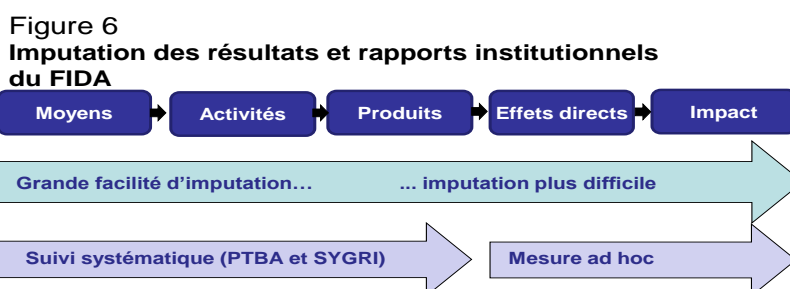 Figure 6
Imputation des résultats et rapports institutionnels
du FIDA
Moyens Activités Produits Effets directs Impact
Grande facilité d’imputation… ... imputation plus difficile
Suivi systématique (PTBA et SYGRI) Mesure ad hoc